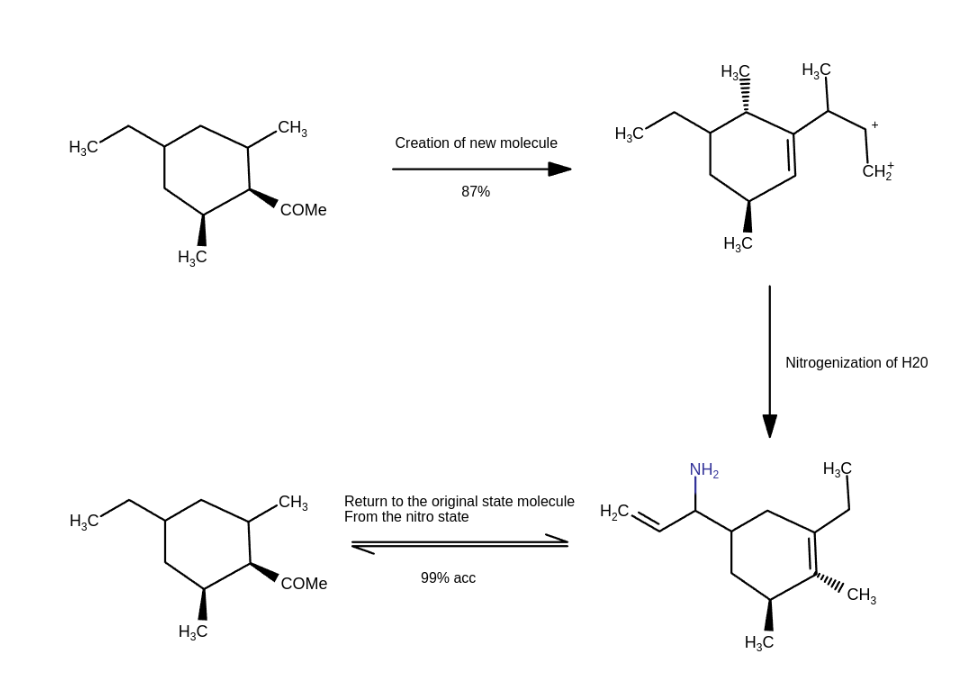 H3C
CH3
COMe
H3C
Creation of new molecule
87%
H3C
H3C
H3C
+
CH2+
H3C
Nitrogenization of H20
NH2
H3C
H2C
CH3
H3C
Return to the original state molecule
From the nitro state
99% acc
CH3
H3C
COMe
H3C